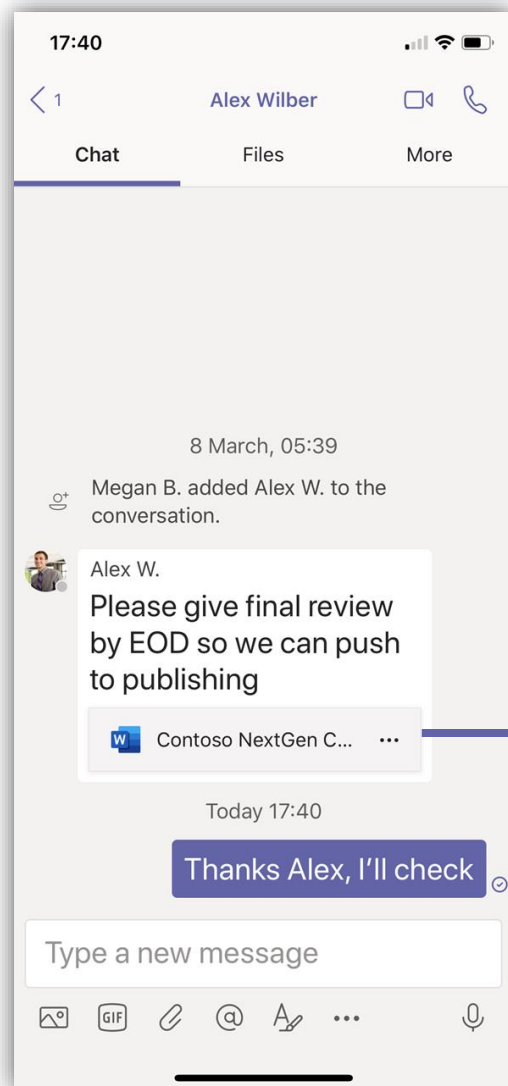 17:40
1
Alex Wilber
Chat Files More
8 March, 05:39
Megan B. added Alex W. to the
conversation.
Alex W.
Please give final review
by EOD so we can push
to publishing
W Contoso NextGen C... •••
Today 17:40
Thanks Alex, I'll check
Type a new message
GIF @ A •••